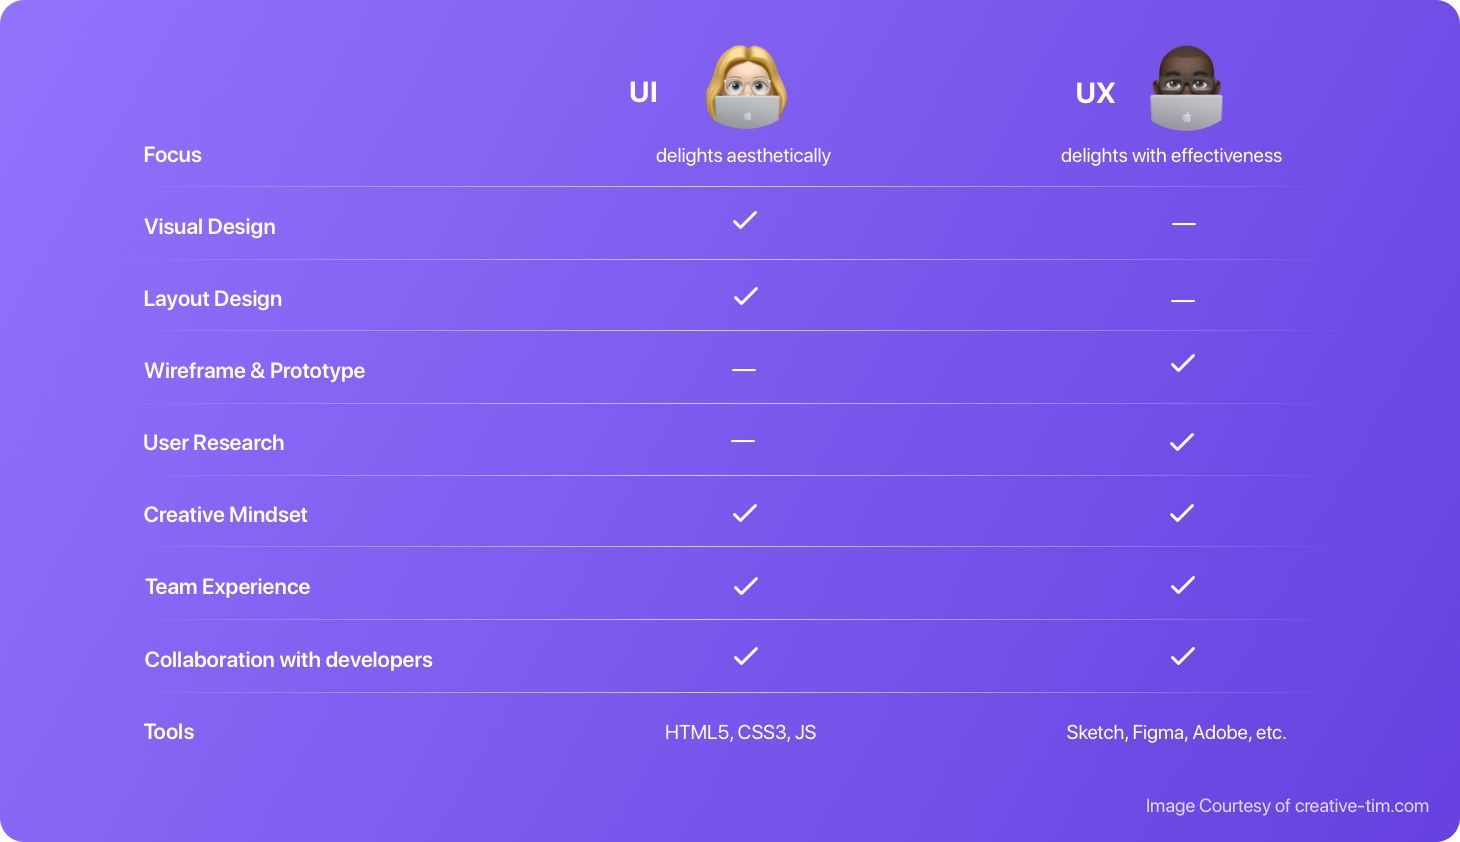 UI
UX
Focus
delights aesthetically
delights with effectiveness
Visual Design
Layout Design
Wireframe & Prototype
User Research
Creative Mindset
Team Experience
Collaboration with developers
Tools
HTML5, CSS3, JS
Sketch, Figma, Adobe, etc.
Image Courtesy of creative-tim.com